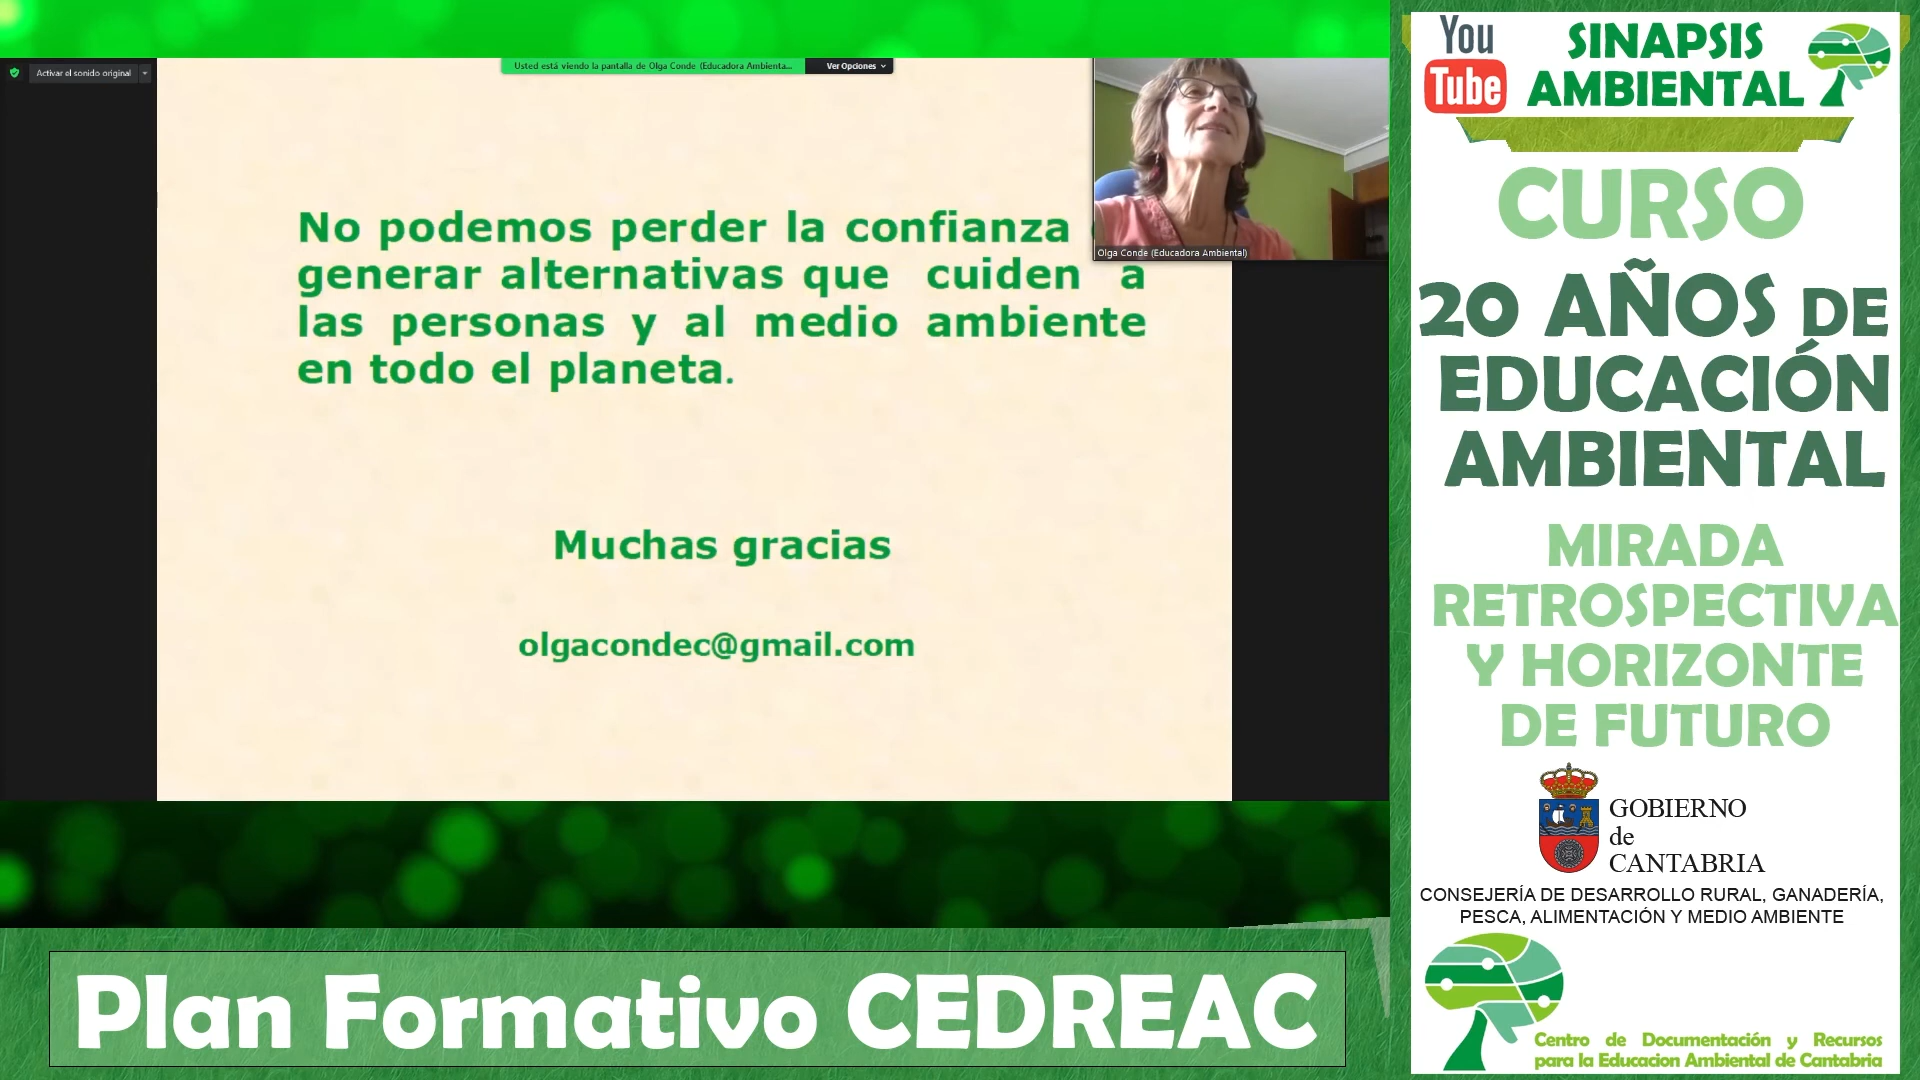 Activar el sonido original
Usted está viendo la pantalla de Olga Conde (Educadora Ambienta...
Ver Opciones
No podemos perder la confianza
generar alternativas que cuiden a
las personas y al medio ambiente
en todo el planeta.
Muchas gracias
olgacondec@gmail.com
Olga Conde (Educadora Ambiental)
Plan Formativo CEDREAC
You
Tube
SINAPSIS
AMBIENTAL
CURSO
20 AÑOS DE
EDUCACIÓN
AMBIENTAL
MIRADA
RETROSPECTIVA
Y HORIZONTE
DE FUTURO
GOBIERNO
de
CANTABRIA
CONSEJERÍA DE DESARROLLO RURAL, GANADERÍA,
PESCA, ALIMENTACIÓN Y MEDIO AMBIENTE
Centro de Documentación y Recursos
para la Educacion Ambiental de Cantabria